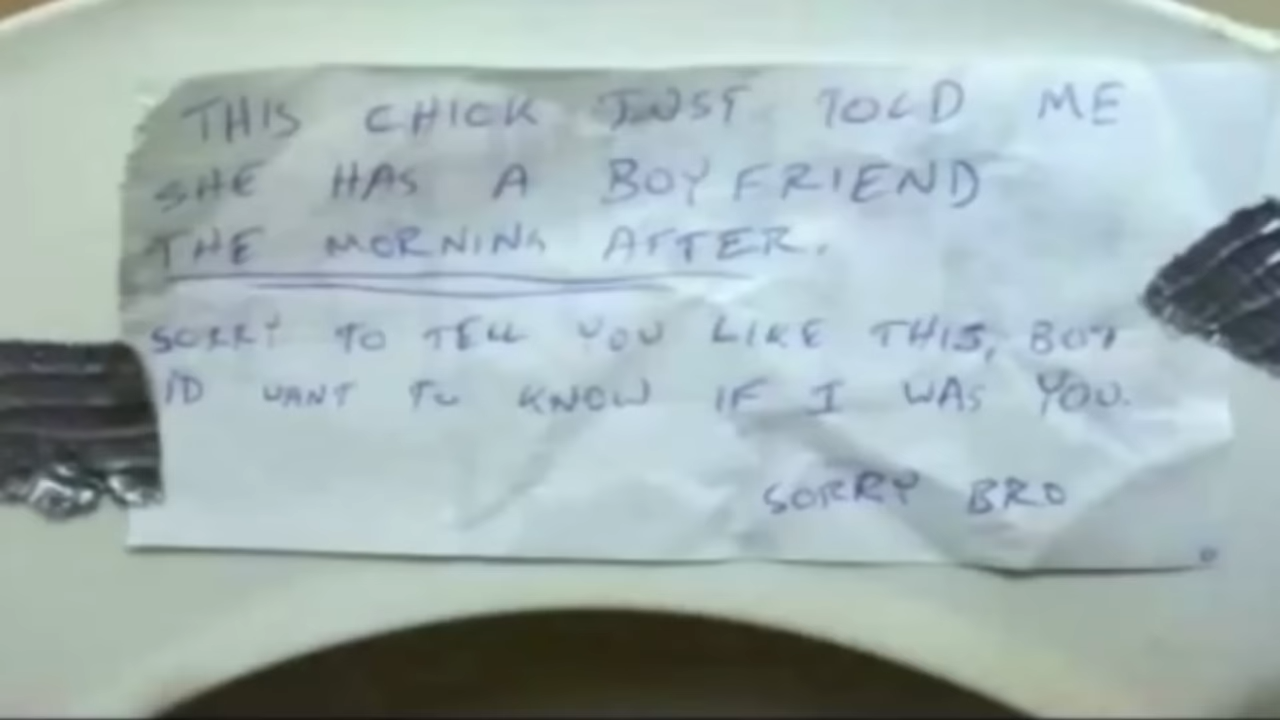 THIS CHICK JUST TOLD ME
SHE HAS A BOYFRIEND
THE MORNING AFTER.
SORRY TO TELL YOU LIKE THIS, BUT
I'D WANT TO KNOW IF I WAS YOU.
SORRY BRO